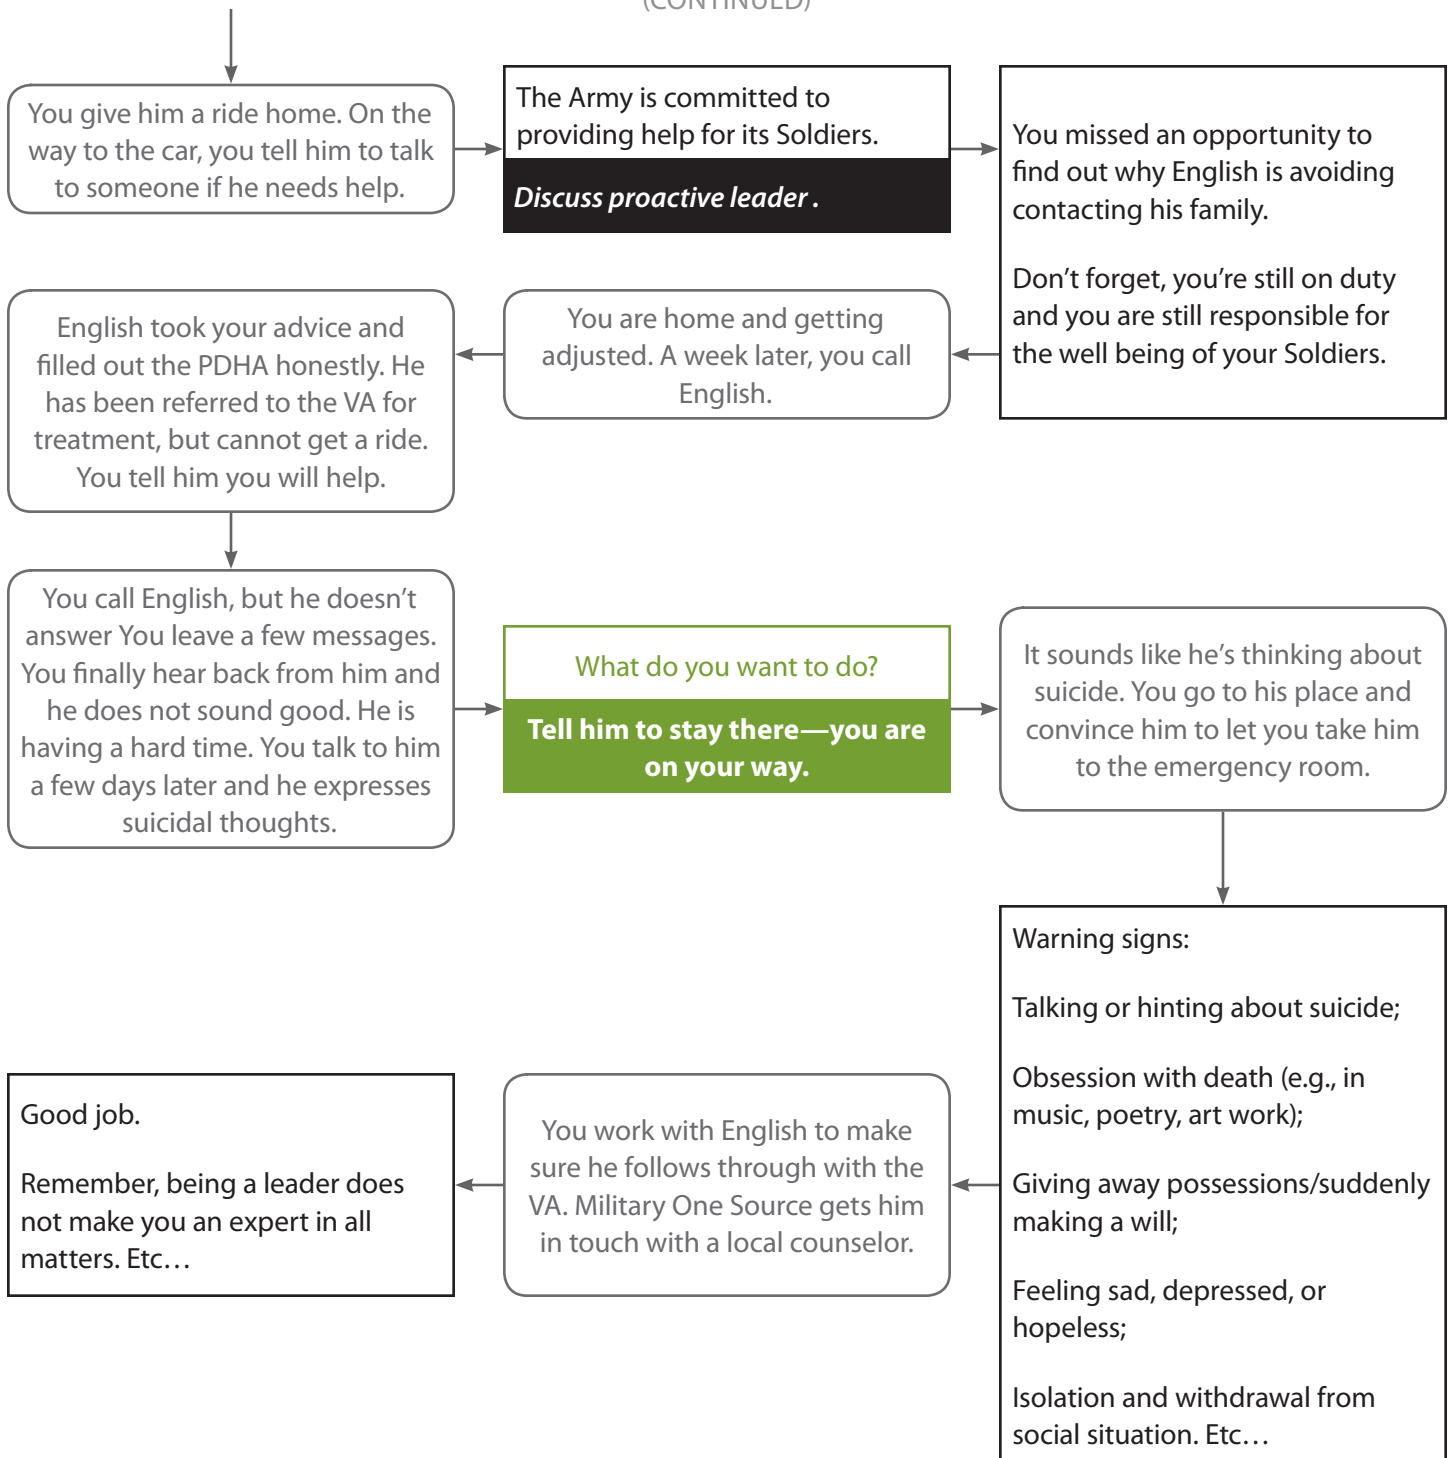 (CONTINUED)
You give him a ride home. On the
way to the car, you tell him to talk
to someone if he needs help.
The Army is committed to
providing help for its Soldiers.
Discuss proactive leader .
You missed an opportunity to
find out why English is avoiding
contacting his family.
Don’t forget, you’re still on duty
and you are still responsible for
the well being of your Soldiers.
You are home and getting
adjusted. A week later, you call
English.
English took your advice and
filled out the PDHA honestly. He
has been referred to the VA for
treatment, but cannot get a ride.
You tell him you will help.
You call English, but he doesn’t
answer You leave a few messages.
You finally hear back from him and
he does not sound good. He is
having a hard time. You talk to him
a few days later and he expresses
suicidal thoughts.
What do you want to do?
Tell him to stay there—you are
on your way.
It sounds like he’s thinking about
suicide. You go to his place and
convince him to let you take him
to the emergency room.
Warning signs:
Talking or hinting about suicide;
Obsession with death (e.g., in
music, poetry, art work);
Giving away possessions/suddenly
making a will;
Feeling sad, depressed, or
hopeless;
Isolation and withdrawal from
social situation. Etc…
You work with English to make
sure he follows through with the
VA. Military One Source gets him
in touch with a local counselor.
Good job.
Remember, being a leader does
not make you an expert in all
matters. Etc…